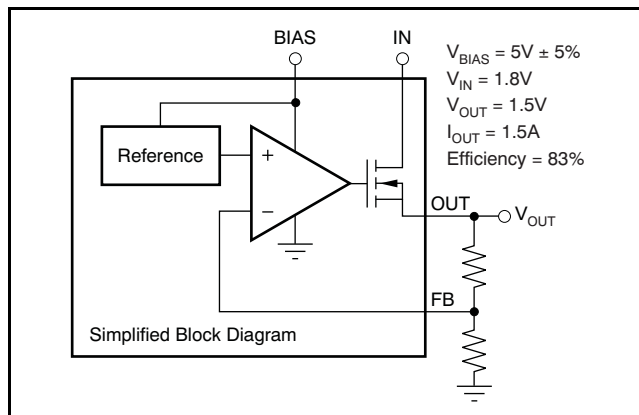 BIAS
IN
V_BIAS = 5V ± 5%
V_IN = 1.8V
V_OUT = 1.5V
I_OUT = 1.5A
Efficiency = 83%
Reference
+
−
OUT
V_OUT
FB
Simplified Block Diagram